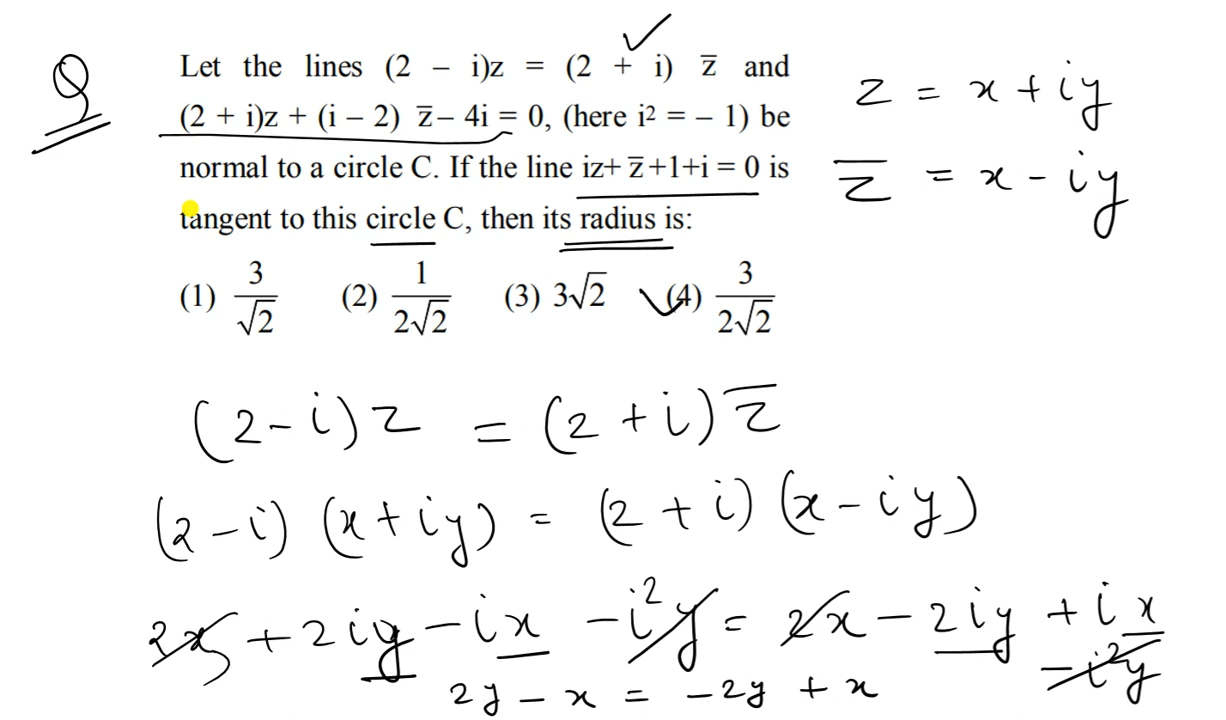 Q
Let the lines (2 – i)z = (2 + i) z̅ and
(2 + i)z + (i – 2) z̅ – 4i = 0, (here i² = – 1) be
normal to a circle C. If the line iz+ z̅ +1+i = 0 is
tangent to this circle C, then its radius is:
(1) 3/√2 (2) 1/2√2 (3) 3√2 (4) 3/2√2
z = x + iy
z̅ = x - iy
(2-i) z = (2+i) z̅
(2-i) (x+iy) = (2+i) (x-iy)
2x + 2iy - ix - i²y = 2x - 2iy + ix
- i²y
2y - x = -2y + x